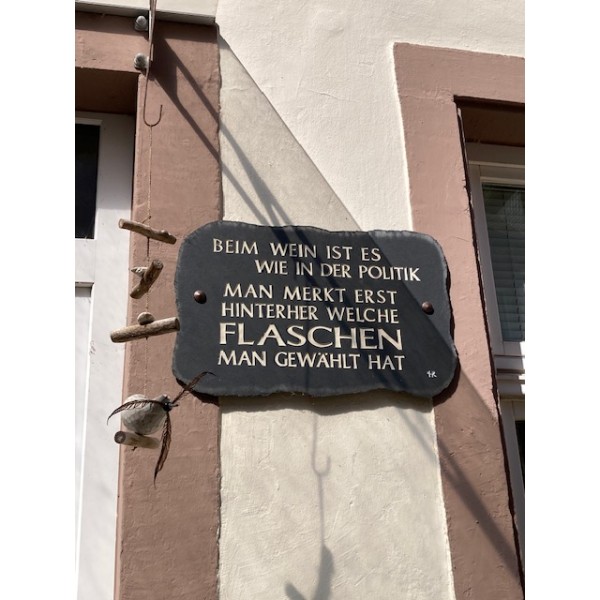 BEIM WEIN IST ES
WIE IN DER POLITIK
MAN MERKT ERST
HINTERHER WELCHE
FLASCHEN
MAN GEWÄHLT HAT